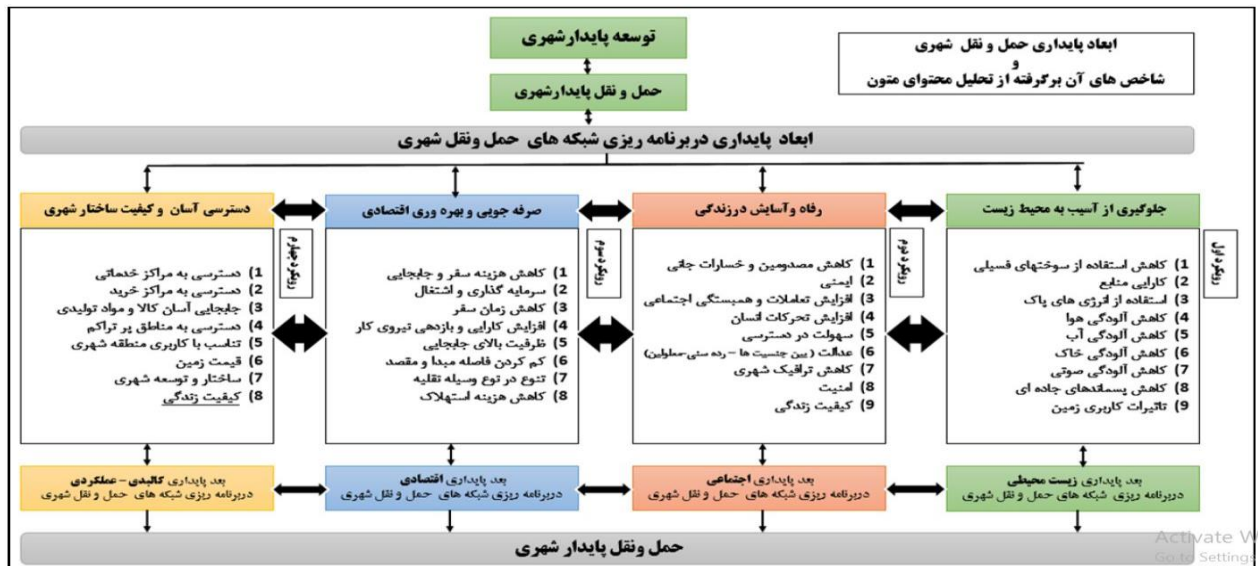 توسعه پایدارشهری
ابعاد پایداری حمل و نقل شهری
و
شاخص های آن برگرفته از تحلیل محتوای متون
حمل و نقل پایدارشهری
ابعاد پایداری دربرنامه ریزی شبکه های حمل ونقل شهری
جلوگیری از آسیب به محیط زیست
رفاه وآسایش درزندگی
صرفه جویی و بهره وری اقتصادی
دسترسی آسان و کیفیت ساختار شهری
رویکرد اول
1) کاهش استفاده از سوختهای فسیلی
2) کارایی منابع
3) استفاده از انرژی های پاک
4) کاهش آلودگی هوا
5) کاهش آلودگی آب
6) کاهش آلودگی خاک
7) کاهش آلودگی صوتی
8) کاهش پسماندهای جاده ای
9) تاثیرات کاربری زمین
رویکرد دوم
1) کاهش مصدومین و خسارات جانی
2) ایمنی
3) افزایش تعاملات و همبستگی اجتماعی
4) افزایش تحرکات انسان
5) سهولت در دسترسی
6) عدالت (بین جنسیت ها – رده سنی-معلولین)
7) کاهش ترافیک شهری
8) امنیت
9) کیفیت زندگی
رویکرد سوم
1) کاهش هزینه سفر و جابجایی
2) سرمایه گذاری و اشتغال
3) کاهش زمان سفر
4) افزایش کارایی و بازدهی نیروی کار
5) ظرفیت بالای جابجایی
6) کم کردن فاصله مبدا و مقصد
7) تنوع در نوع وسیله نقلیه
8) کاهش هزینه استهلاک
رویکرد چهارم
1) دسترسی به مراکز خدماتی
2) دسترسی به مراکز خرید
3) جابجایی آسان کالا و مواد تولیدی
4) دسترسی به مناطق پر تراکم
5) تناسب با کاربری منطقه شهری
6) قیمت زمین
7) ساختار و توسعه شهری
8) کیفیت زندگی
بعد پایداری زیست محیطی
دربرنامه ریزی شبکه های حمل و نقل شهری
بعد پایداری اجتماعی
دربرنامه ریزی شبکه های حمل و نقل شهری
بعد پایداری اقتصادی
دربرنامه ریزی شبکه های حمل و نقل شهری
بعد پایداری کالبدی – عملکردی
دربرنامه ریزی شبکه های حمل و نقل شهری
حمل ونقل پایدار شهری
Activate W
Go to Settings